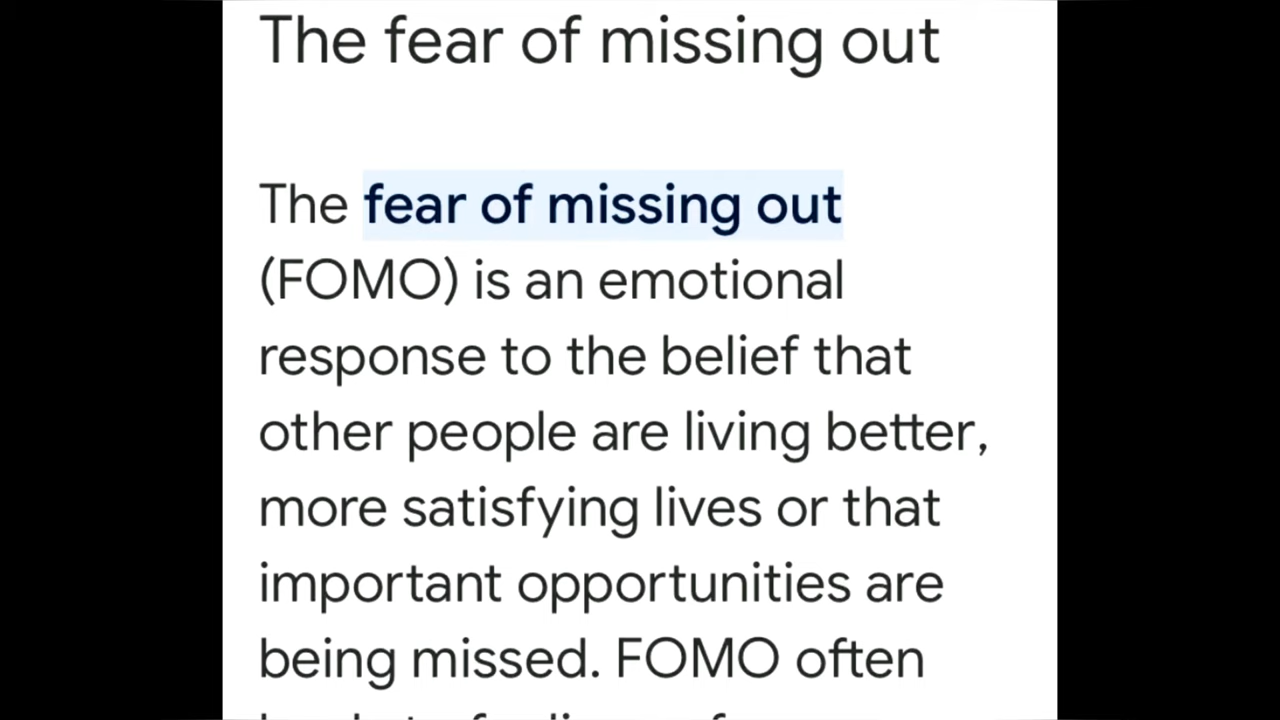 The fear of missing out
The fear of missing out
(FOMO) is an emotional
response to the belief that
other people are living better,
more satisfying lives or that
important opportunities are
being missed. FOMO often